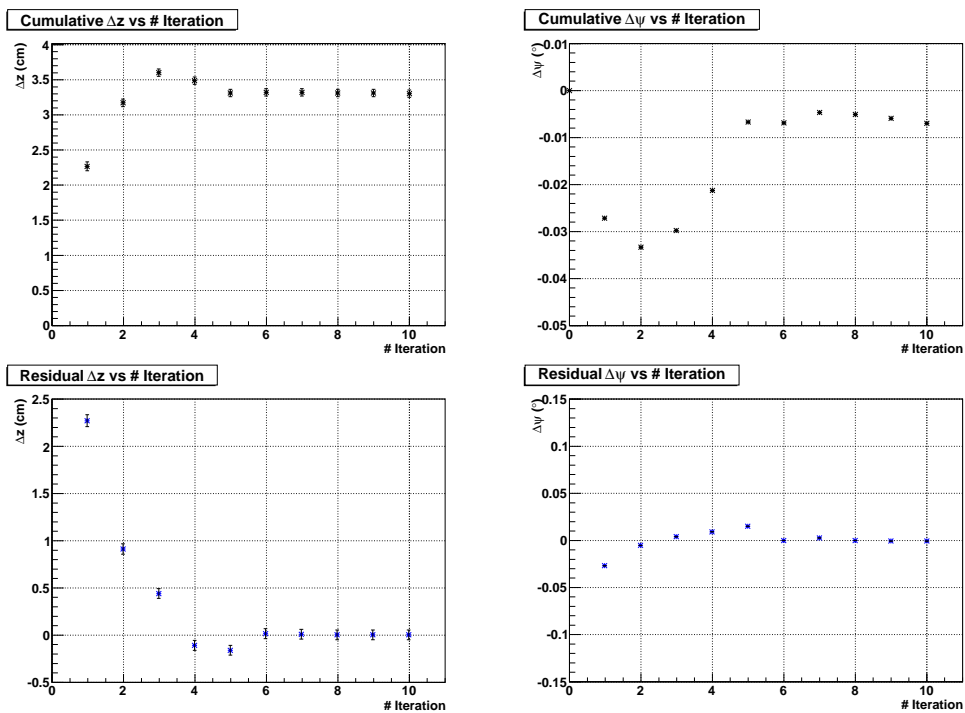 Cumulative Δz vs # Iteration
Δz (cm)
4
3.5
3
2.5
2
1.5
1
0.5
0
0 2 4 6 8 10
# Iteration
Cumulative Δψ vs # Iteration
Δψ (°)
0.01
0
-0.01
-0.02
-0.03
-0.04
-0.05
0 2 4 6 8 10
# Iteration
Residual Δz vs # Iteration
Δz (cm)
2.5
2
1.5
1
0.5
0
-0.5
0 2 4 6 8 10
# Iteration
Residual Δψ vs # Iteration
Δψ (°)
0.15
0.1
0.05
0
-0.05
-0.1
-0.15
0 2 4 6 8 10
# Iteration